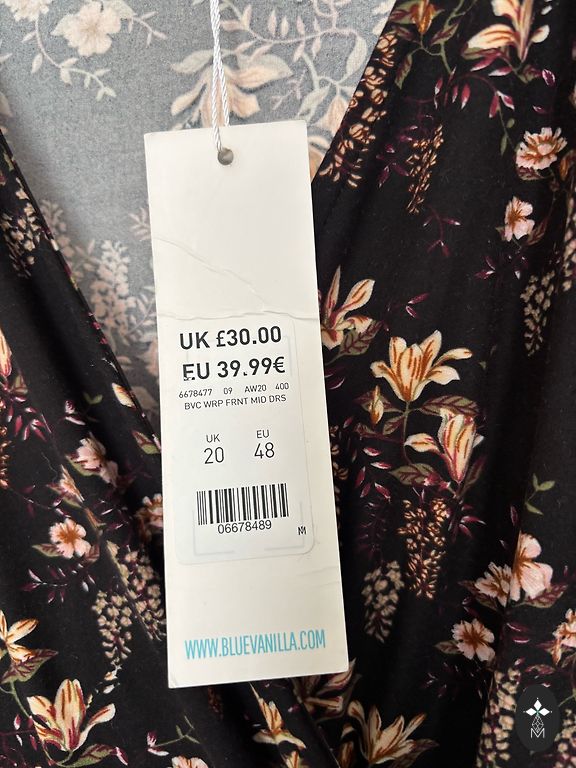 UK £30.00
EU 39.99€
6678477 09 AW20 400
BVC WRP FRNT MID DRS
UK EU
20 48
06678489
M
WWW.BLUEVANILLA.COM
M